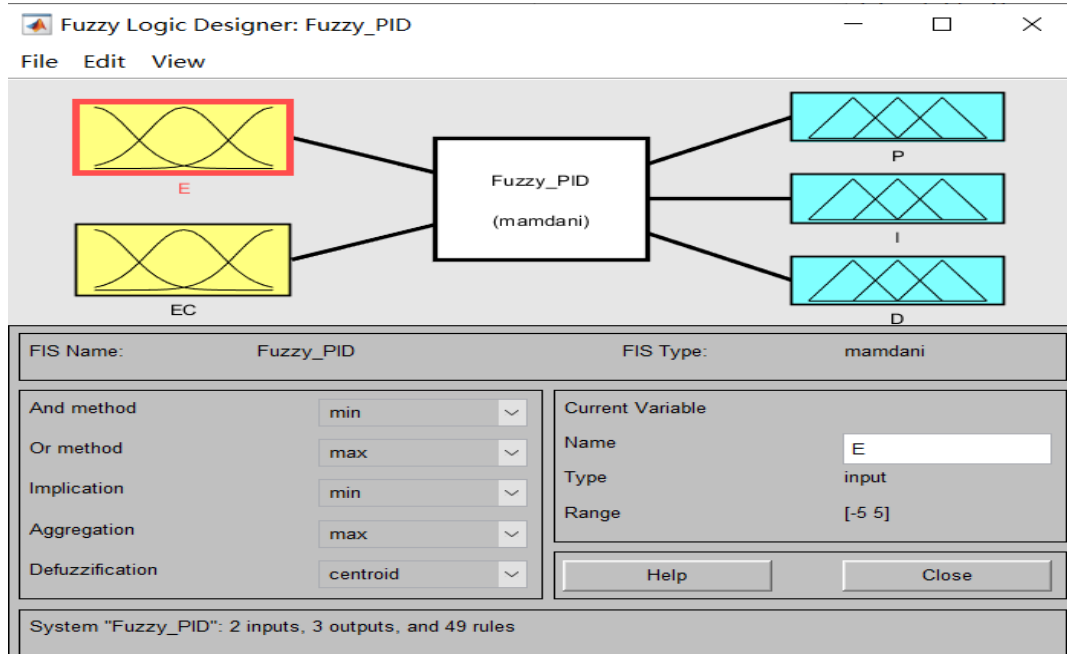 Fuzzy Logic Designer: Fuzzy_PID
File Edit View
E
EC
Fuzzy_PID
(mamdani)
P
I
D
FIS Name: Fuzzy_PID FIS Type: mamdani
And method min
Or method max
Implication min
Aggregation max
Defuzzification centroid
Current Variable
Name E
Type input
Range [-5 5]
Help Close
System "Fuzzy_PID": 2 inputs, 3 outputs, and 49 rules